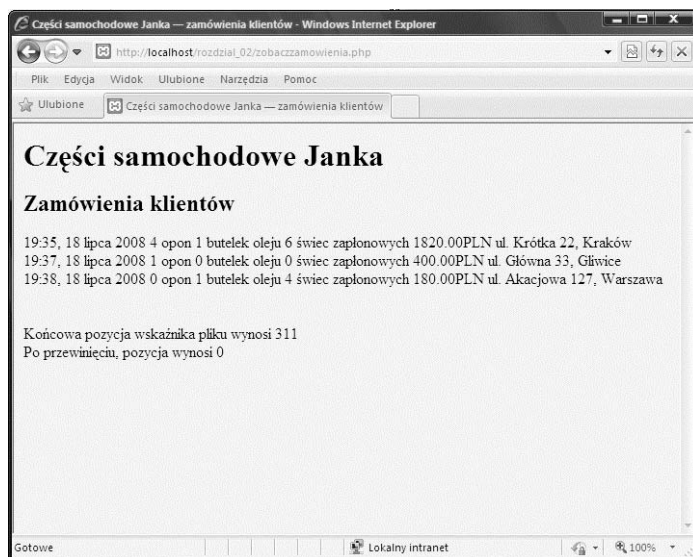 Części samochodowe Janka — zamówienia klientów - Windows Internet Explorer
http://localhost/rozdzial_02/zobaczzamowienia.php
Plik Edycja Widok Ulubione Narzędzia Pomoc
Ulubione Części samochodowe Janka — zamówienia klientów
Części samochodowe Janka
Zamówienia klientów
19:35, 18 lipca 2008 4 opon 1 butelek oleju 6 świec zapłonowych 1820.00PLN ul. Krótka 22, Kraków
19:37, 18 lipca 2008 1 opon 0 butelek oleju 0 świec zapłonowych 400.00PLN ul. Główna 33, Gliwice
19:38, 18 lipca 2008 0 opon 1 butelek oleju 4 świec zapłonowych 180.00PLN ul. Akacjowa 127, Warszawa
Końcowa pozycja wskaźnika pliku wynosi 311
Po przewinięciu, pozycja wynosi 0
Gotowe Lokalny intranet 100%